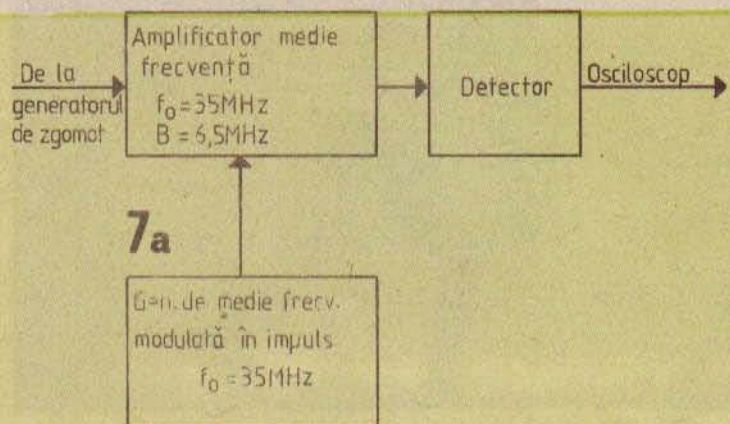 Amplificator medie
frecvență
f₀=35MHz
B = 6,5MHz
De la
generatorul
de zgomot
Detector
Osciloscop
7a
Gen. de medie frecv.
modulată în impuls
f₀ =35MHz